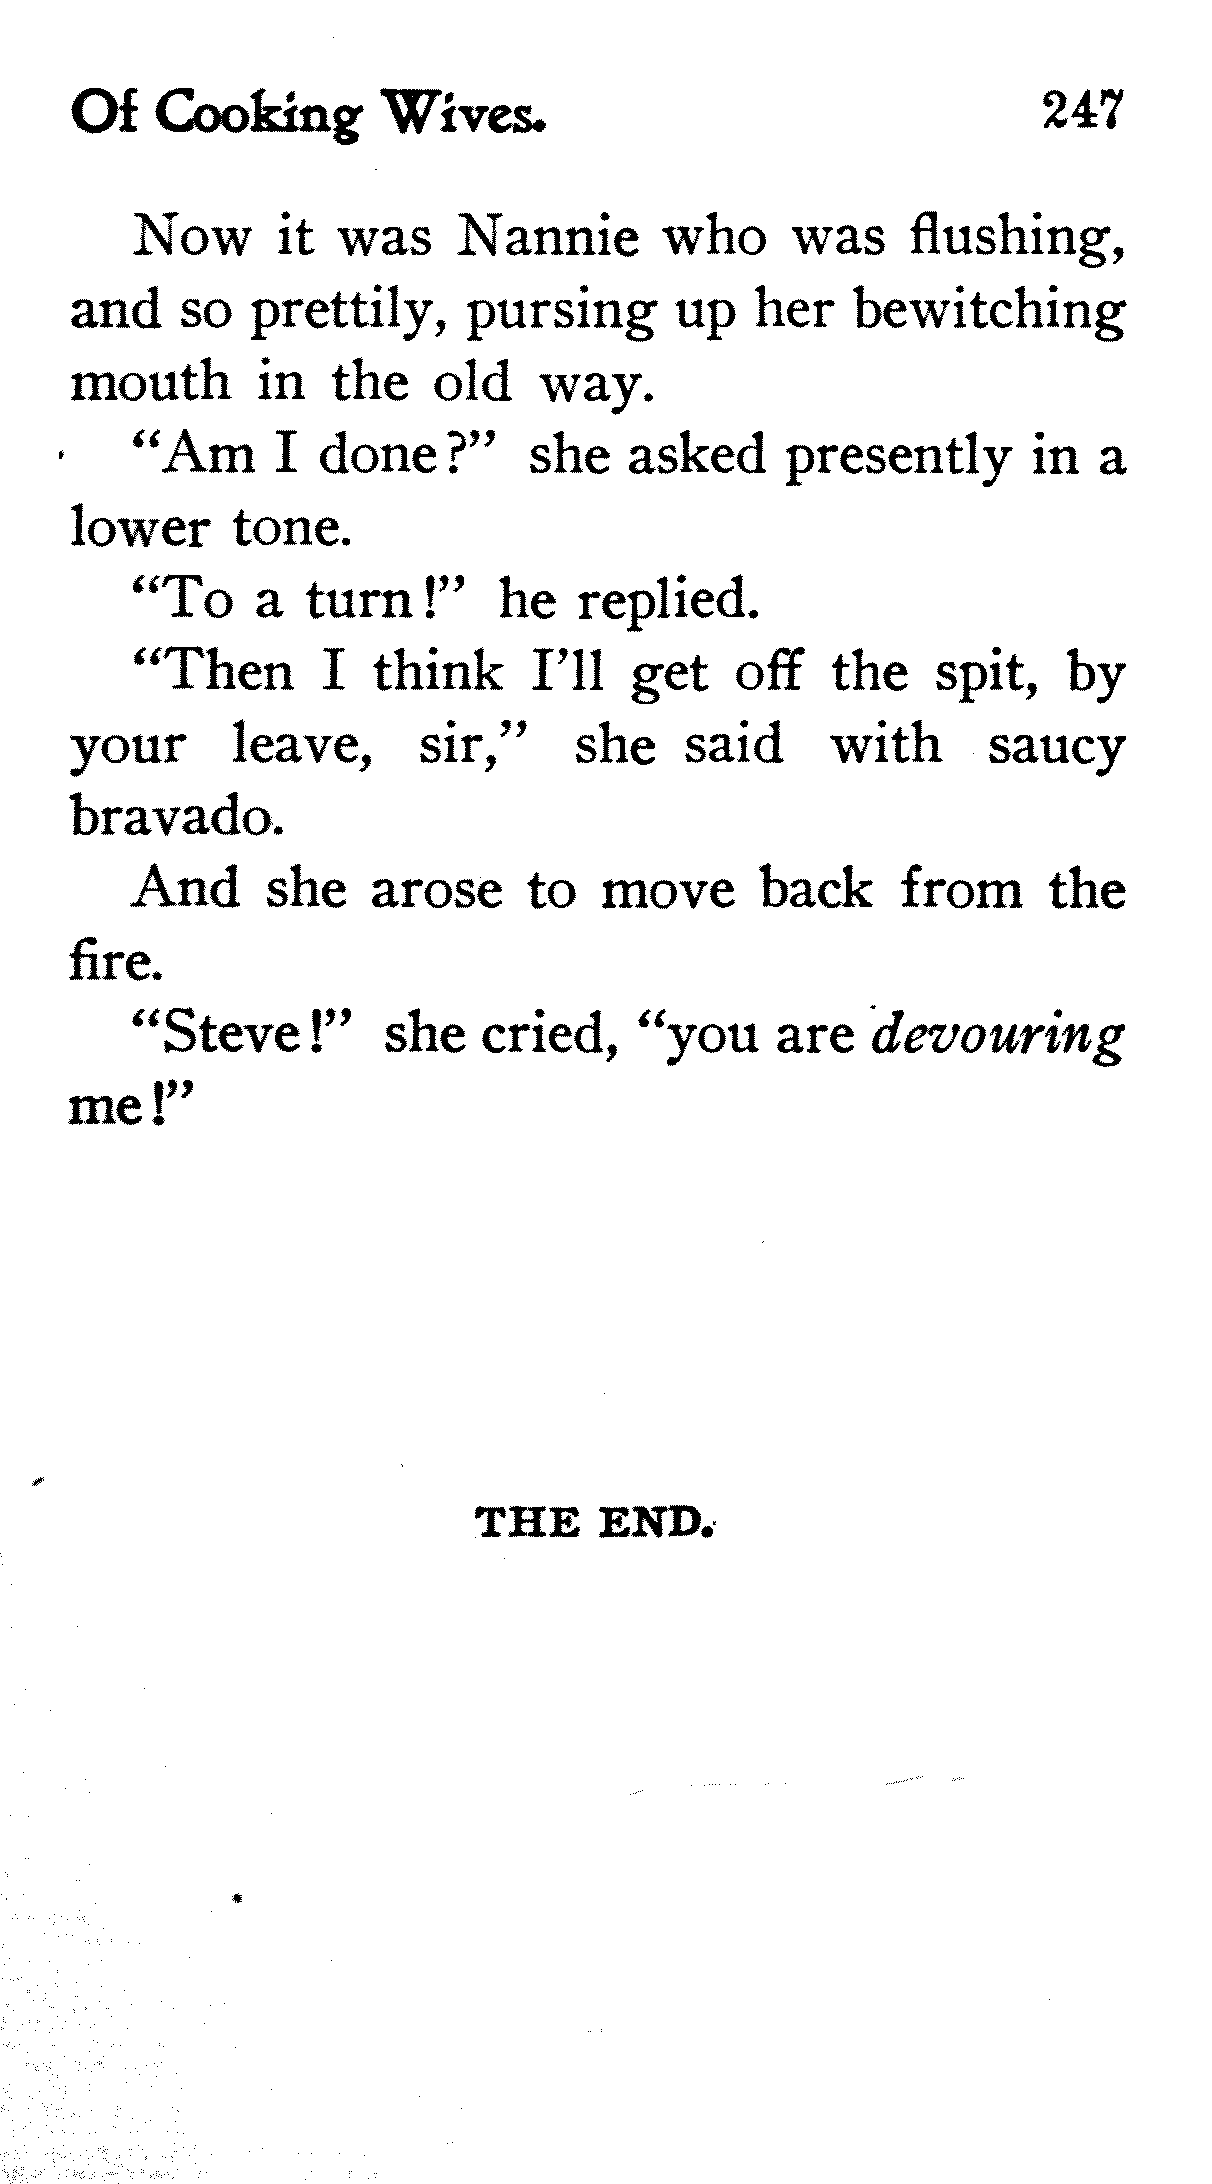 Of Cooking Wives. 247
Now it was Nannie who was flushing,
and so prettily, pursing up her bewitching
mouth in the old way.
“Am I done?” she asked presently in a
lower tone.
“To a turn!” he replied.
“Then I think I’ll get off the spit, by
your leave, sir,” she said with saucy
bravado.
And she arose to move back from the
fire.
“Steve!” she cried, “you are devouring
me!”
THE END.